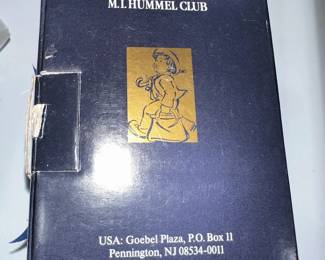 M.I. HUMMEL CLUB
USA: Goebel Plaza, P.O. Box 11
Pennington, NJ 08534-0011